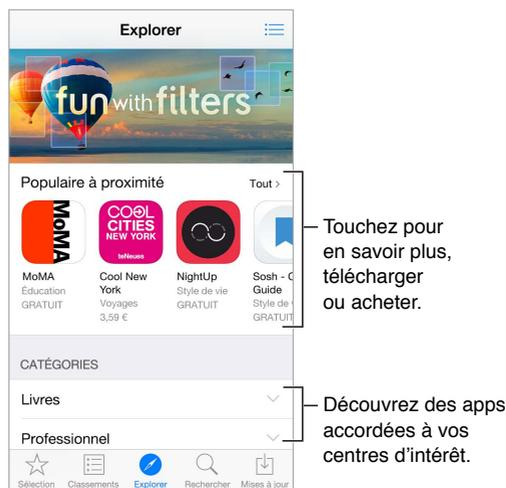 Explorer
fun with filters
Populaire à proximité
Tout >
MoMA
COOL
CITIES
NEW YORK
teNeues
MoMA
Éducation
GRATUIT
Cool New
York
Voyages
3,59 €
NightUp
Style de vie
GRATUIT
Sosh - C
Guide
Style de v
GRATUIT
Touchez pour
en savoir plus,
télécharger
ou acheter.
CATÉGORIES
Livres
Professionnel
Découvrez des apps
accordées à vos
centres d’intérêt.
Sélection
Classements
Explorer
Rechercher
Mises à jour